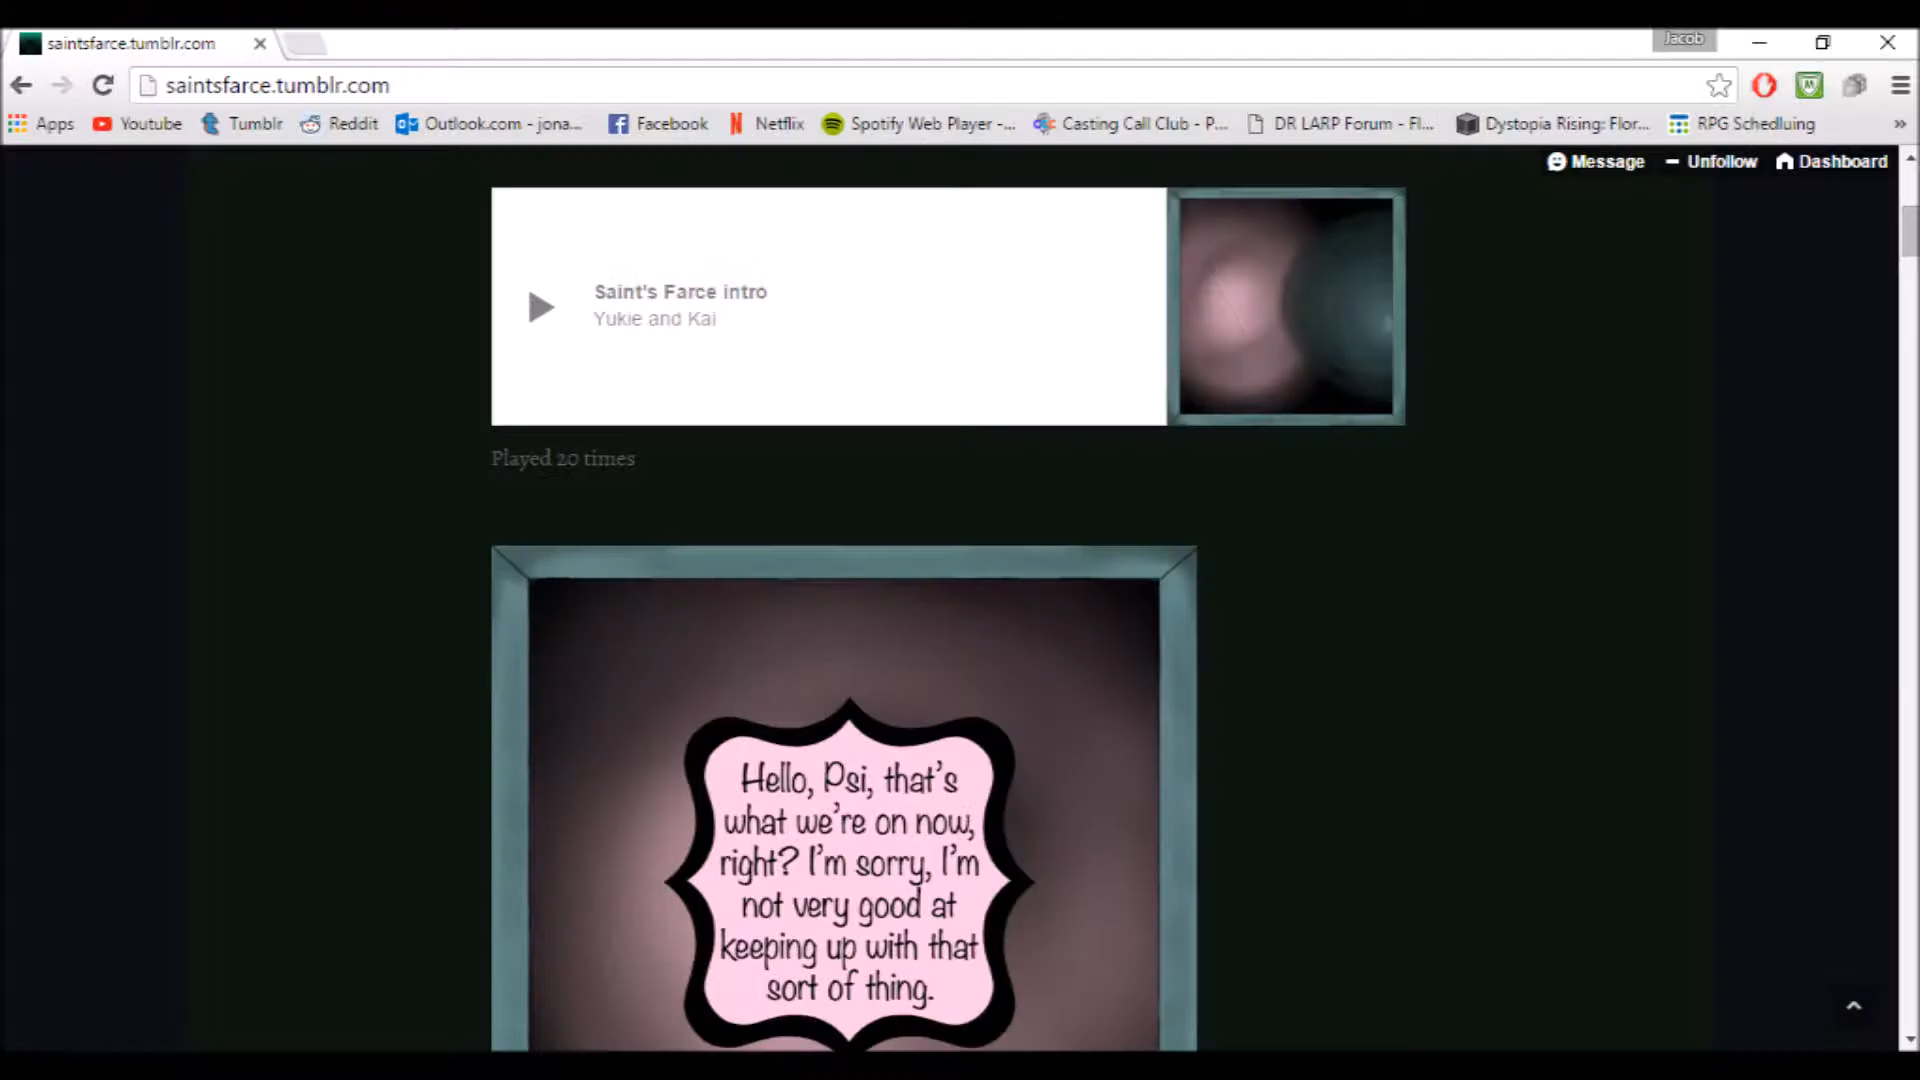 saintsfarce.tumblr.com
Jacob
saintsfarce.tumblr.com
Apps Youtube Tumblr Reddit Outlook.com - jona... Facebook Netflix Spotify Web Player -... Casting Call Club - P... DR LARP Forum - Fl... Dystopia Rising: Flor... RPG Schedluing »
Message Unfollow Dashboard
Saint's Farce intro
Yukie and Kai
Played 20 times
Hello, Psi, that's
what we're on now,
right? I'm sorry, I'm
not very good at
keeping up with that
sort of thing.